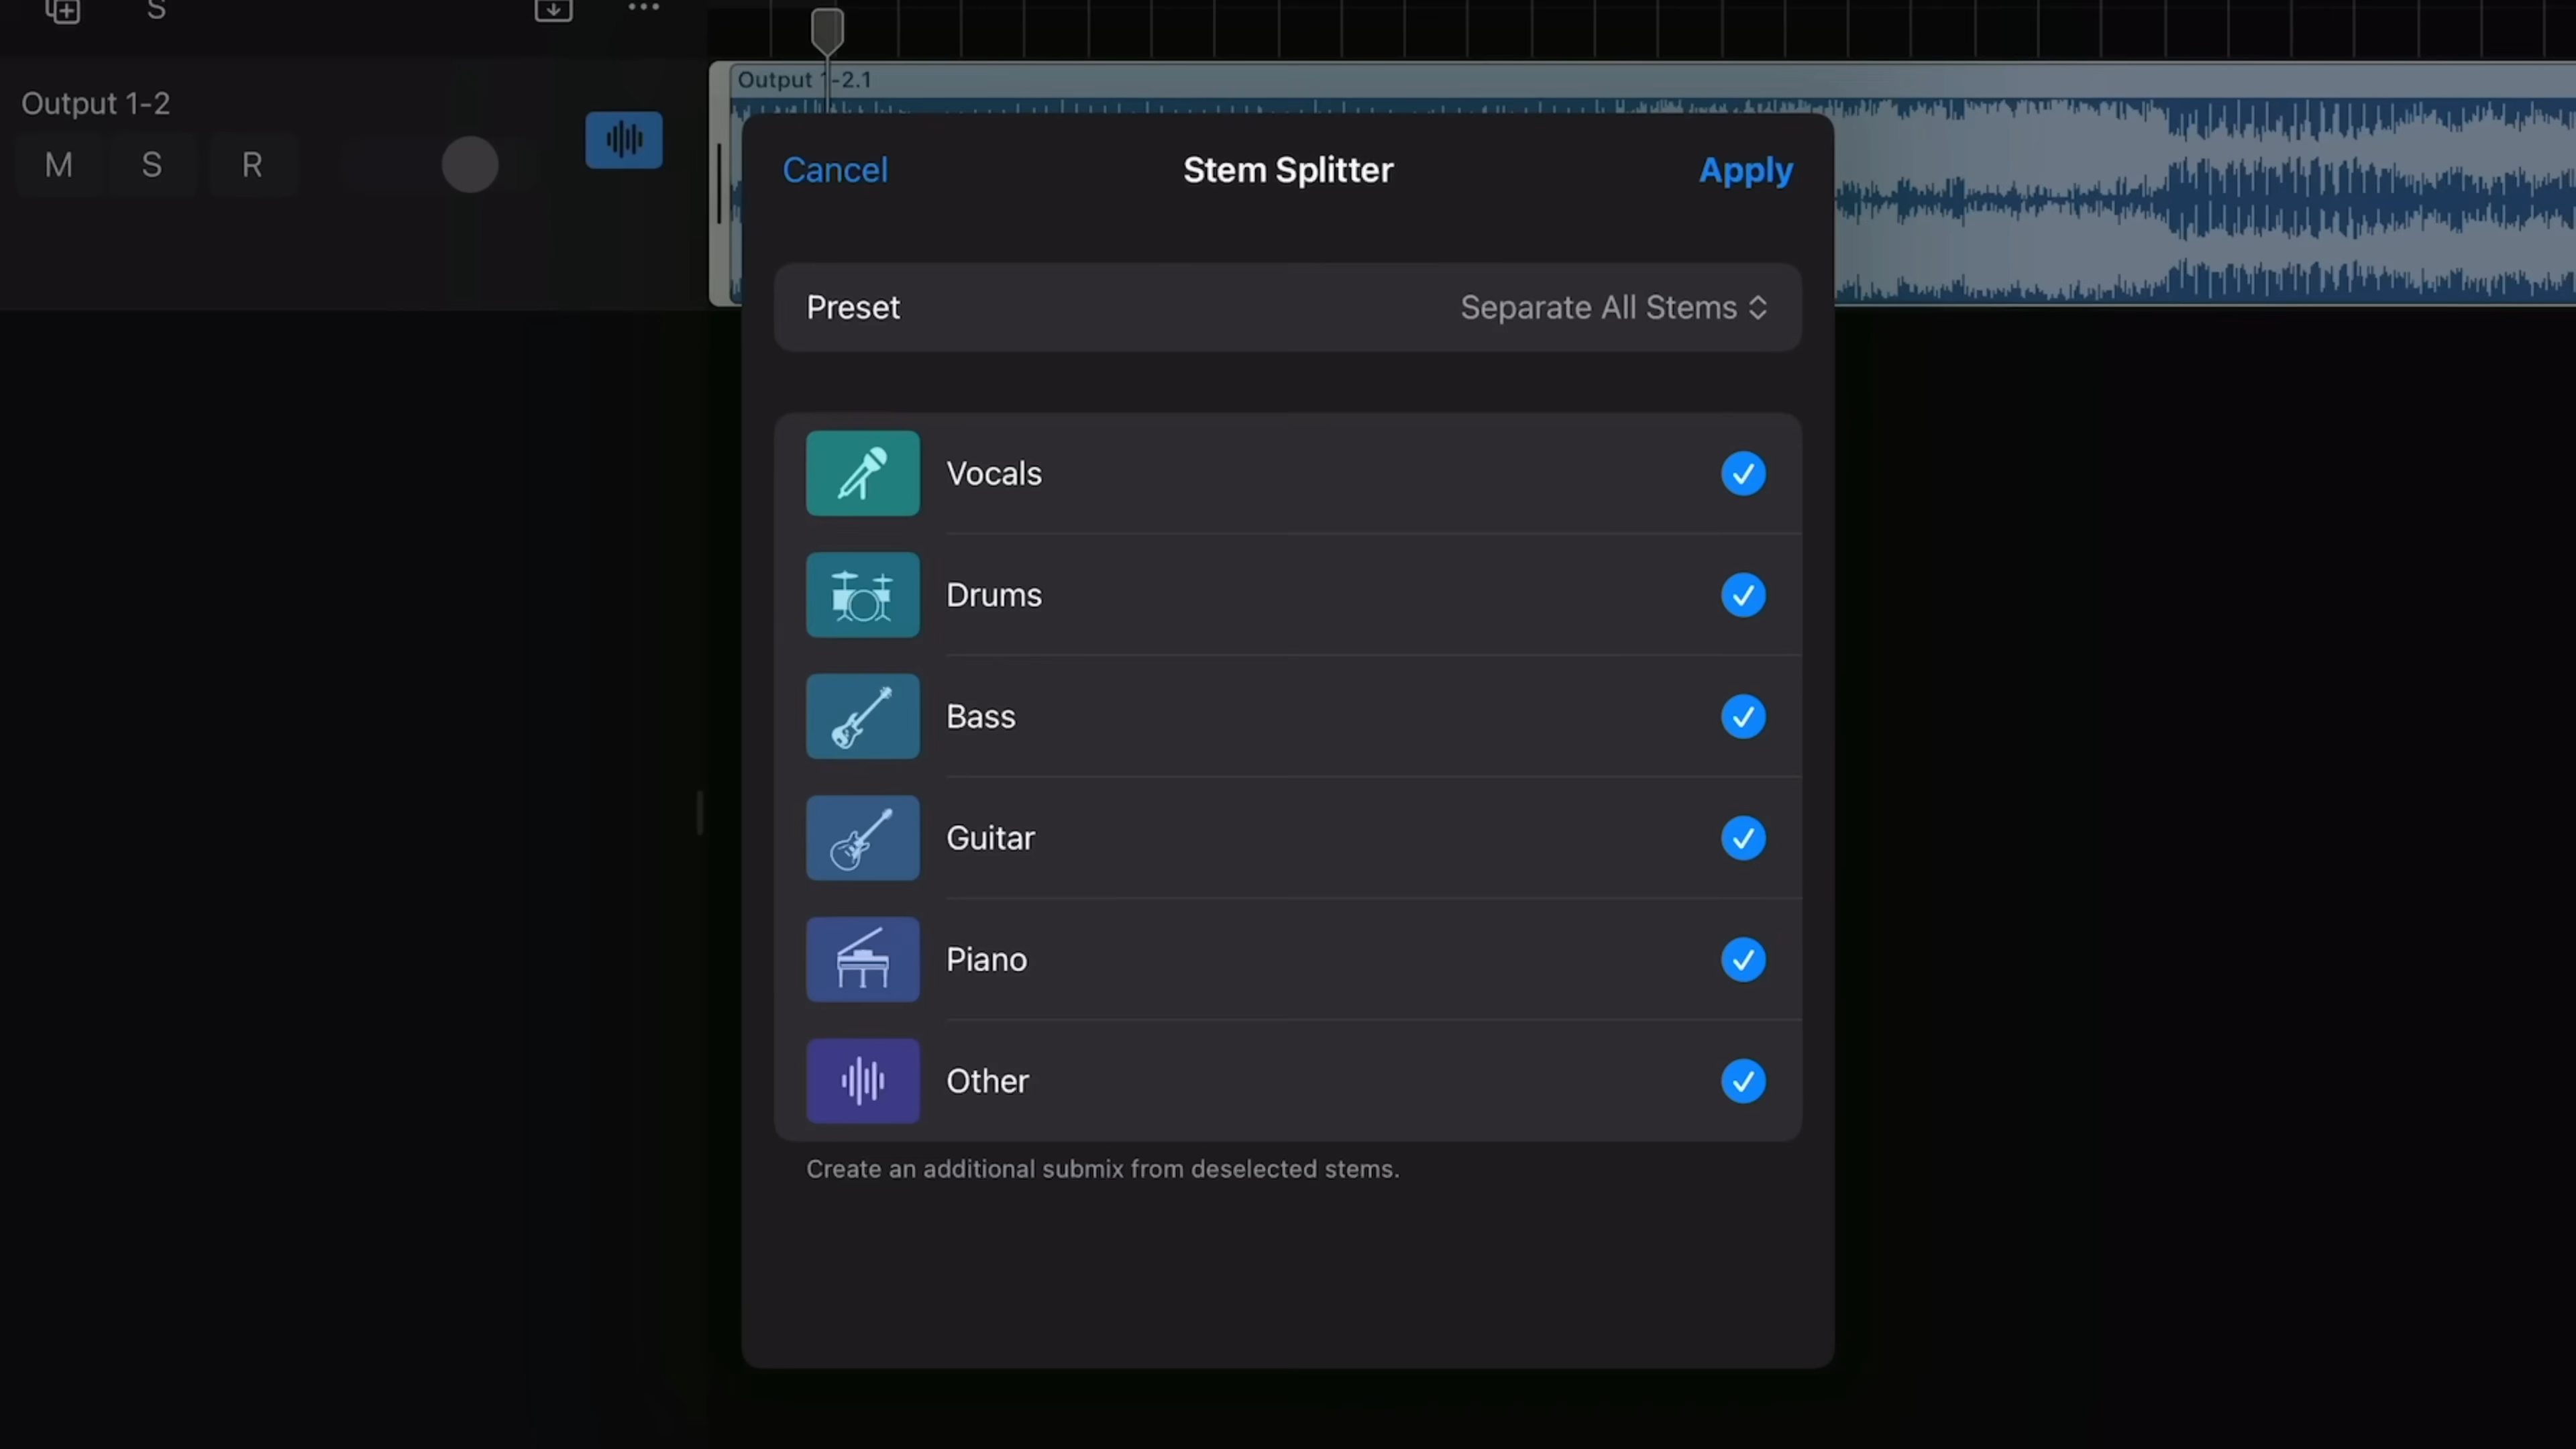 S
Output 1-2
M S R
Output 1-2.1
Cancel
Stem Splitter
Apply
Preset
Separate All Stems
Vocals
Drums
Bass
Guitar
Piano
Other
Create an additional submix from deselected stems.